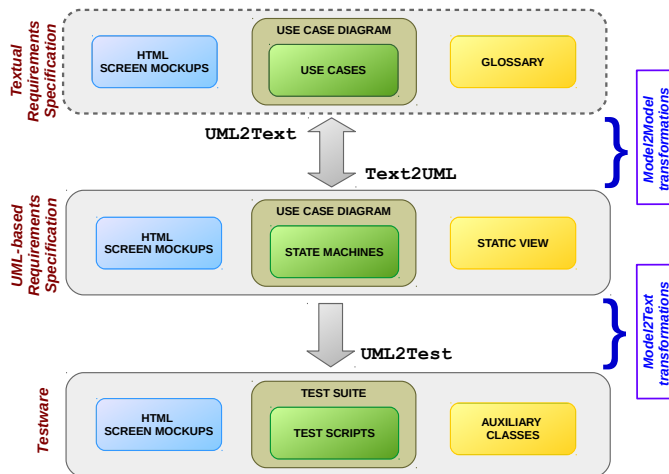 Textual
Requirements
Specification
USE CASE DIAGRAM
HTML
SCREEN MOCKUPS
USE CASES
GLOSSARY
UML2Text
Text2UML
Model2Model
transformations
UML-based
Requirements
Specification
USE CASE DIAGRAM
HTML
SCREEN MOCKUPS
STATE MACHINES
STATIC VIEW
UML2Test
Model2Text
transformations
Testware
TEST SUITE
HTML
SCREEN MOCKUPS
TEST SCRIPTS
AUXILIARY
CLASSES